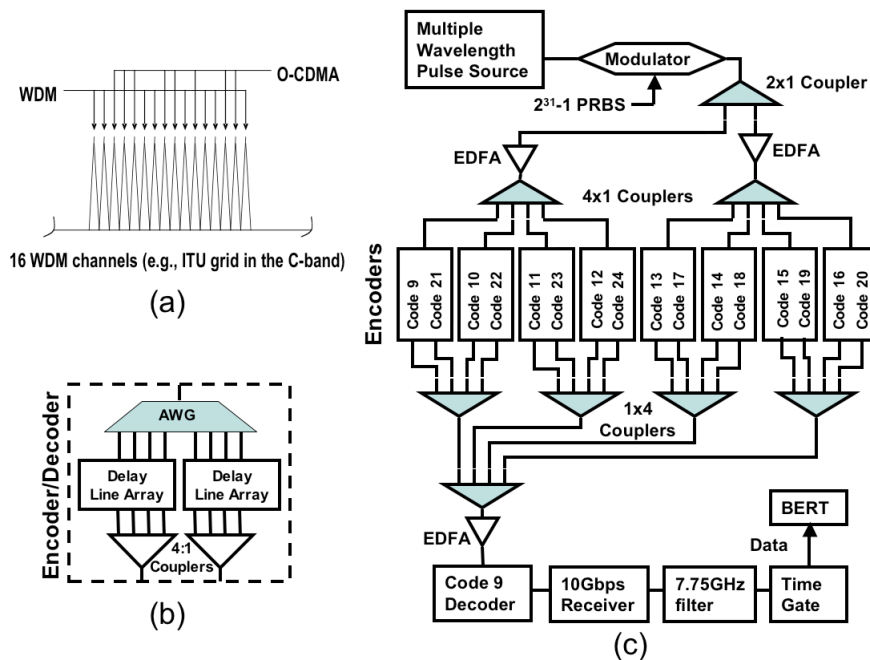 O-CDMA
WDM
16 WDM channels (e.g., ITU grid in the C-band)
(a)
Encoder/Decoder
AWG
Delay
Line Array
Delay
Line Array
4:1
Couplers
(b)
Multiple
Wavelength
Pulse Source
Modulator
2³¹-1 PRBS
2x1 Coupler
EDFA
EDFA
4x1 Couplers
Encoders
Code 9
Code 21
Code 10
Code 22
Code 11
Code 23
Code 12
Code 24
Code 13
Code 17
Code 14
Code 18
Code 15
Code 19
Code 16
Code 20
1x4
Couplers
EDFA
BERT
Data
Code 9
Decoder
10Gbps
Receiver
7.75GHz
filter
Time
Gate
(c)